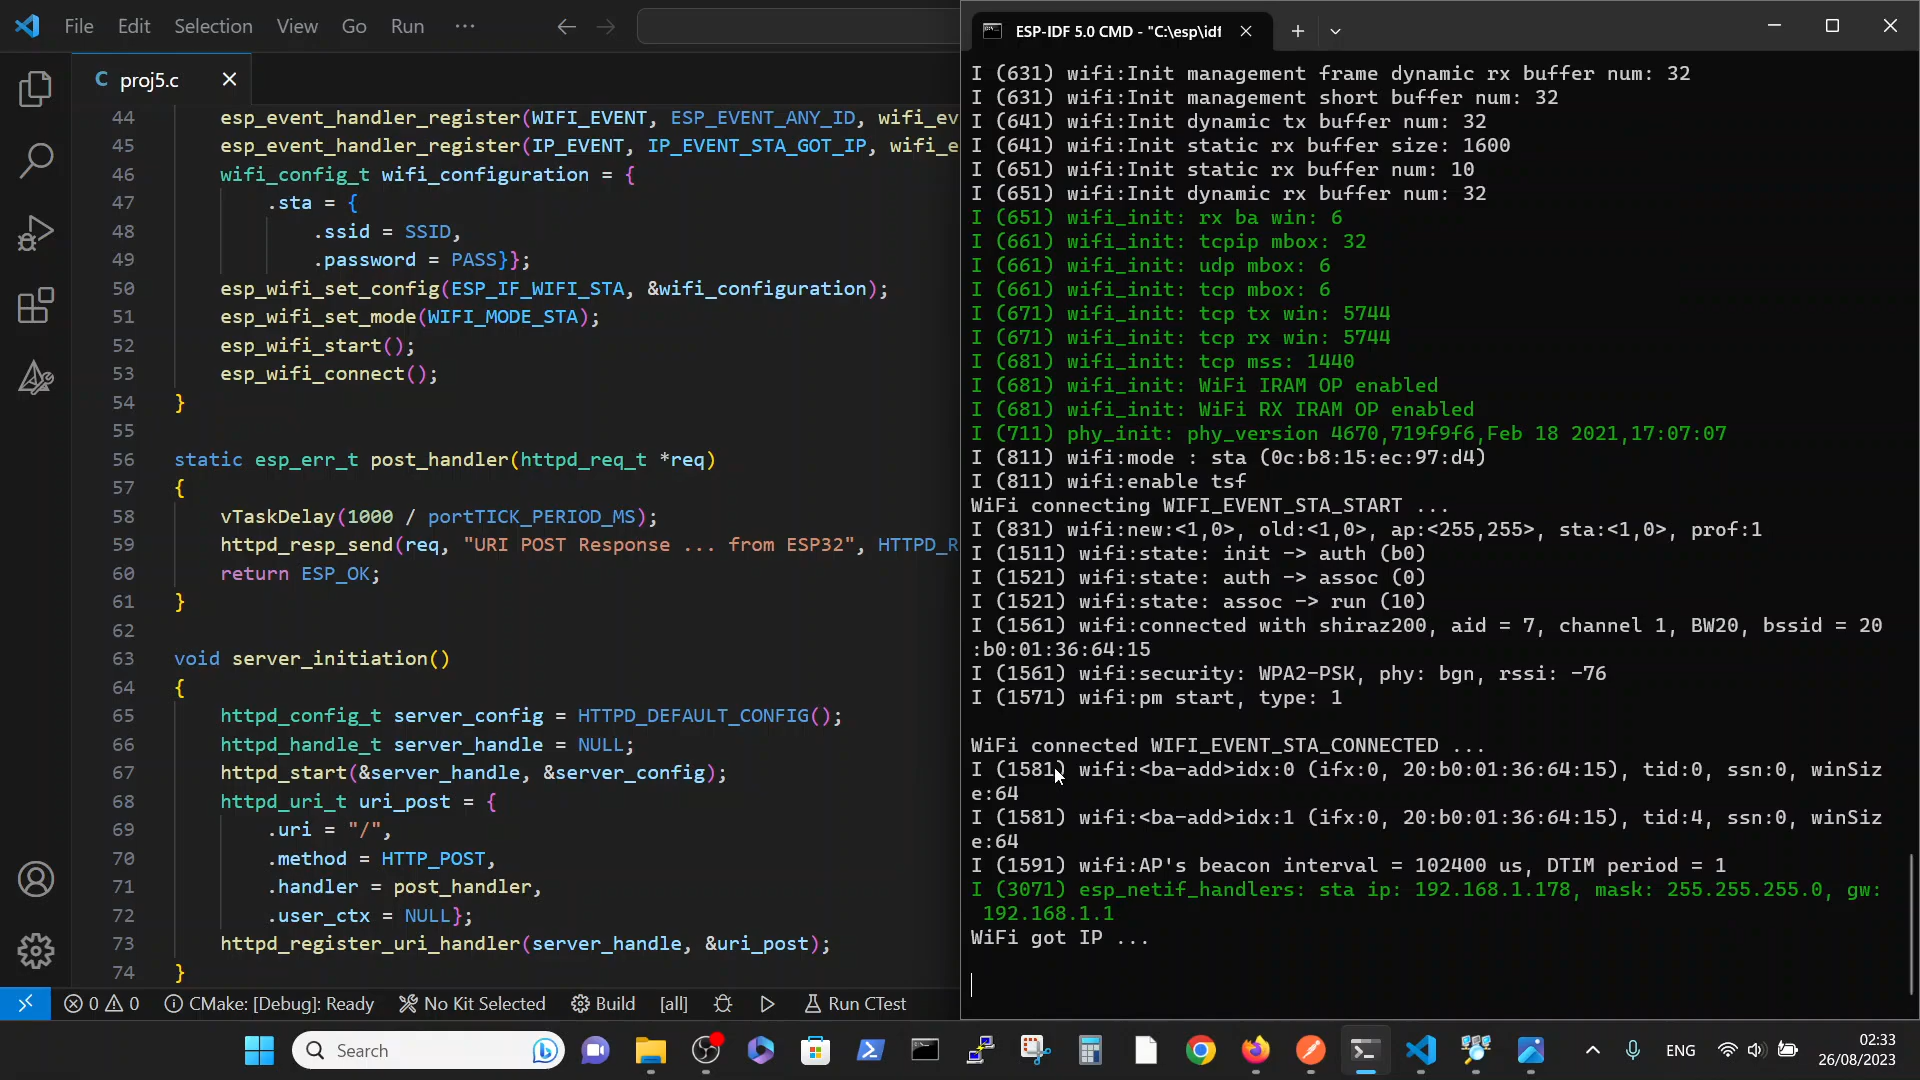 File Edit Selection View Go Run ···
C proj5.c
44 esp_event_handler_register(WIFI_EVENT, ESP_EVENT_ANY_ID, wifi_ev
45 esp_event_handler_register(IP_EVENT, IP_EVENT_STA_GOT_IP, wifi_e
46 wifi_config_t wifi_configuration = {
47 .sta = {
48 .ssid = SSID,
49 .password = PASS}};
50 esp_wifi_set_config(ESP_IF_WIFI_STA, &wifi_configuration);
51 esp_wifi_set_mode(WIFI_MODE_STA);
52 esp_wifi_start();
53 esp_wifi_connect();
54 }
55
56 static esp_err_t post_handler(httpd_req_t *req)
57 {
58 vTaskDelay(1000 / portTICK_PERIOD_MS);
59 httpd_resp_send(req, "URI POST Response ... from ESP32", HTTPD_R
60 return ESP_OK;
61 }
62
63 void server_initiation()
64 {
65 httpd_config_t server_config = HTTPD_DEFAULT_CONFIG();
66 httpd_handle_t server_handle = NULL;
67 httpd_start(&server_handle, &server_config);
68 httpd_uri_t uri_post = {
69 .uri = "/",
70 .method = HTTP_POST,
71 .handler = post_handler,
72 .user_ctx = NULL};
73 httpd_register_uri_handler(server_handle, &uri_post);
74 }
0 0 CMake: [Debug]: Ready No Kit Selected Build [all] Run CTest
ESP-IDF 5.0 CMD - "C:\esp\idf
I (631) wifi:Init management frame dynamic rx buffer num: 32
I (631) wifi:Init management short buffer num: 32
I (641) wifi:Init dynamic tx buffer num: 32
I (641) wifi:Init static rx buffer size: 1600
I (651) wifi:Init static rx buffer num: 10
I (651) wifi:Init dynamic rx buffer num: 32
I (651) wifi_init: rx ba win: 6
I (661) wifi_init: tcpip mbox: 32
I (661) wifi_init: udp mbox: 6
I (661) wifi_init: tcp mbox: 6
I (671) wifi_init: tcp tx win: 5744
I (671) wifi_init: tcp rx win: 5744
I (681) wifi_init: tcp mss: 1440
I (681) wifi_init: WiFi IRAM OP enabled
I (681) wifi_init: WiFi RX IRAM OP enabled
I (711) phy_init: phy_version 4670,719f9f6,Feb 18 2021,17:07:07
I (811) wifi:mode : sta (0c:b8:15:ec:97:d4)
I (811) wifi:enable tsf
WiFi connecting WIFI_EVENT_STA_START ...
I (831) wifi:new:<1,0>, old:<1,0>, ap:<255,255>, sta:<1,0>, prof:1
I (1511) wifi:state: init -> auth (b0)
I (1521) wifi:state: auth -> assoc (0)
I (1521) wifi:state: assoc -> run (10)
I (1561) wifi:connected with shiraz200, aid = 7, channel 1, BW20, bssid = 20
:b0:01:36:64:15
I (1561) wifi:security: WPA2-PSK, phy: bgn, rssi: -76
I (1571) wifi:pm start, type: 1
WiFi connected WIFI_EVENT_STA_CONNECTED ...
I (1581) wifi:<ba-add>idx:0 (ifx:0, 20:b0:01:36:64:15), tid:0, ssn:0, winSiz
e:64
I (1581) wifi:<ba-add>idx:1 (ifx:0, 20:b0:01:36:64:15), tid:4, ssn:0, winSiz
e:64
I (1591) wifi:AP's beacon interval = 102400 us, DTIM period = 1
I (3071) esp_netif_handlers: sta ip: 192.168.1.178, mask: 255.255.255.0, gw:
192.168.1.1
WiFi got IP ...
Search
ENG
02:33
26/08/2023